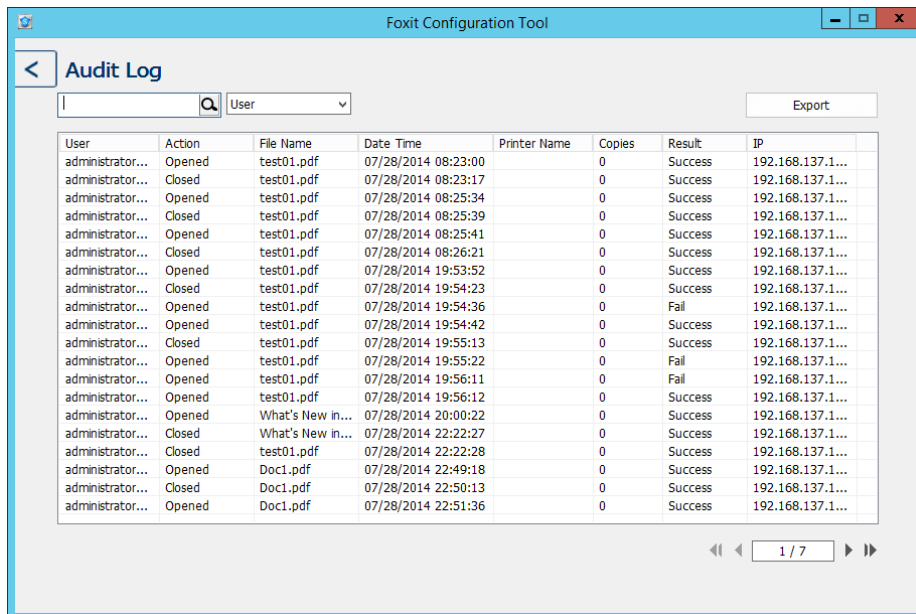 Foxit Configuration Tool
< Audit Log
User Export
User Action File Name Date Time Printer Name Copies Result IP
administrator... Opened test01.pdf 07/28/2014 08:23:00 0 Success 192.168.137.1...
administrator... Closed test01.pdf 07/28/2014 08:23:17 0 Success 192.168.137.1...
administrator... Opened test01.pdf 07/28/2014 08:25:34 0 Success 192.168.137.1...
administrator... Closed test01.pdf 07/28/2014 08:25:39 0 Success 192.168.137.1...
administrator... Opened test01.pdf 07/28/2014 08:25:41 0 Success 192.168.137.1...
administrator... Closed test01.pdf 07/28/2014 08:26:21 0 Success 192.168.137.1...
administrator... Opened test01.pdf 07/28/2014 19:53:52 0 Success 192.168.137.1...
administrator... Closed test01.pdf 07/28/2014 19:54:23 0 Success 192.168.137.1...
administrator... Opened test01.pdf 07/28/2014 19:54:36 0 Fail 192.168.137.1...
administrator... Opened test01.pdf 07/28/2014 19:54:42 0 Success 192.168.137.1...
administrator... Closed test01.pdf 07/28/2014 19:55:13 0 Success 192.168.137.1...
administrator... Opened test01.pdf 07/28/2014 19:55:22 0 Fail 192.168.137.1...
administrator... Opened test01.pdf 07/28/2014 19:56:11 0 Fail 192.168.137.1...
administrator... Opened test01.pdf 07/28/2014 19:56:12 0 Success 192.168.137.1...
administrator... Opened What's New in... 07/28/2014 20:00:22 0 Success 192.168.137.1...
administrator... Closed What's New in... 07/28/2014 22:22:27 0 Success 192.168.137.1...
administrator... Closed test01.pdf 07/28/2014 22:22:28 0 Success 192.168.137.1...
administrator... Opened Doc1.pdf 07/28/2014 22:49:18 0 Success 192.168.137.1...
administrator... Closed Doc1.pdf 07/28/2014 22:50:13 0 Success 192.168.137.1...
administrator... Opened Doc1.pdf 07/28/2014 22:51:36 0 Success 192.168.137.1...
1 / 7